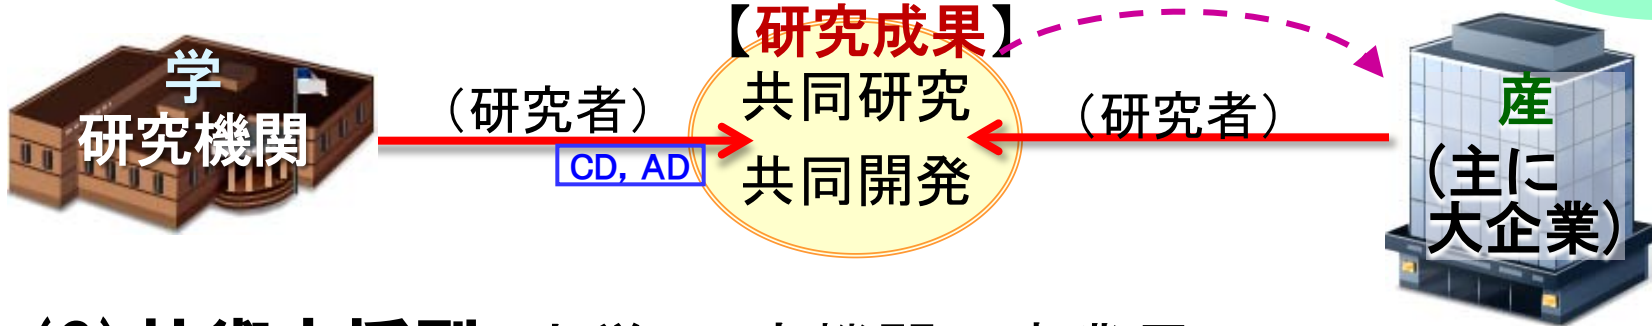 学
研究機関
(研究者)
CD, AD
【研究成果】
共同研究
共同開発
(研究者)
産
(主に
大企業)